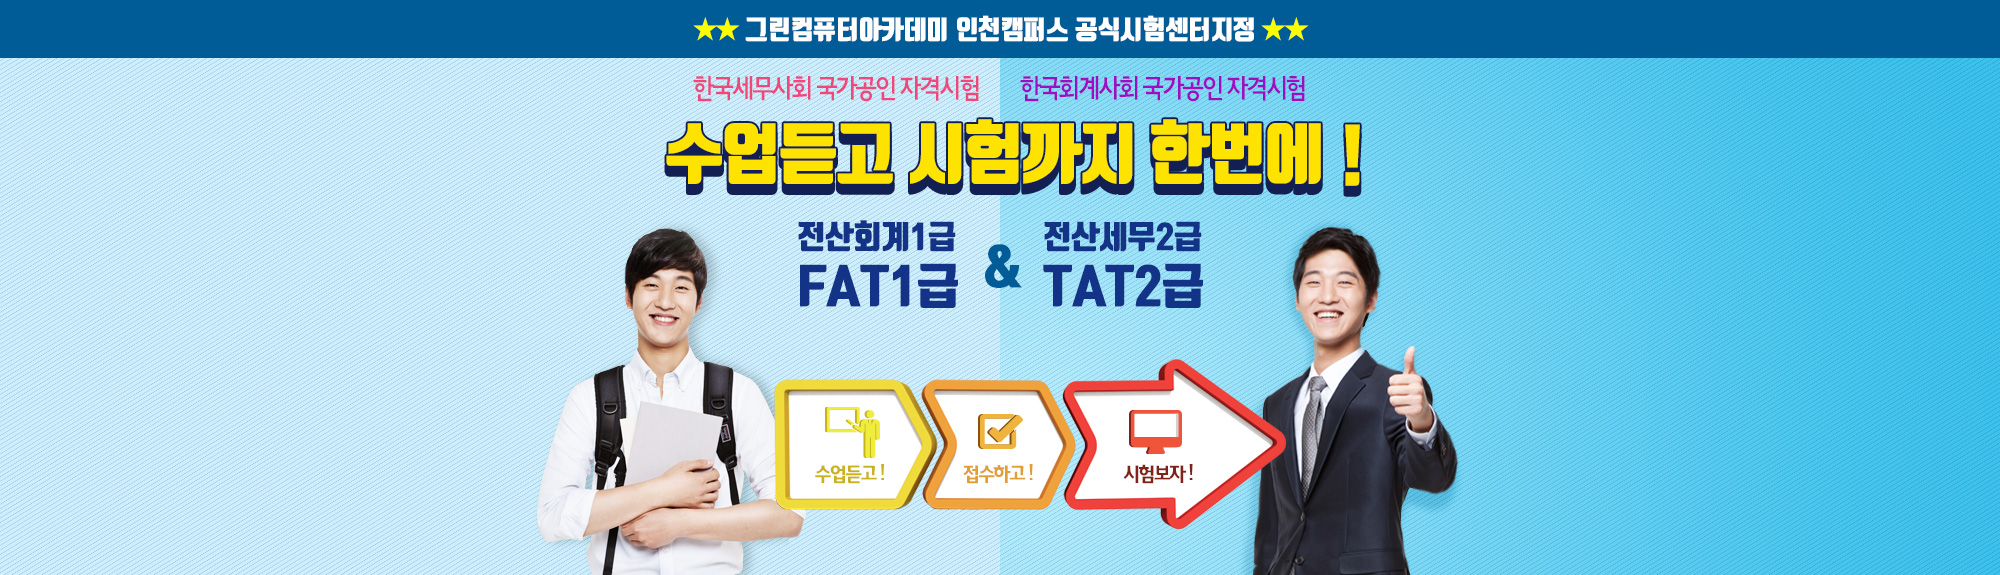 ★★ 그린컴퓨터아카데미 인천캠퍼스 공식시험센터지정 ★★
한국세무사회 국가공인 자격시험
한국회계사회 국가공인 자격시험
수업듣고 시험까지 한번에 !
전산회계1급
FAT1급
&
전산세무2급
TAT2급
수업듣고 !
접수하고 !
시험보자 !